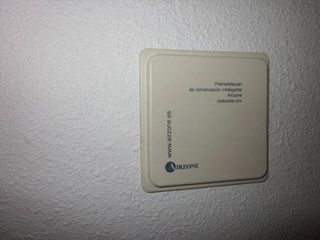 Preinstalación
de climatización inteligente
Airzone
realizada por
www.airzone.es
AIRZONE